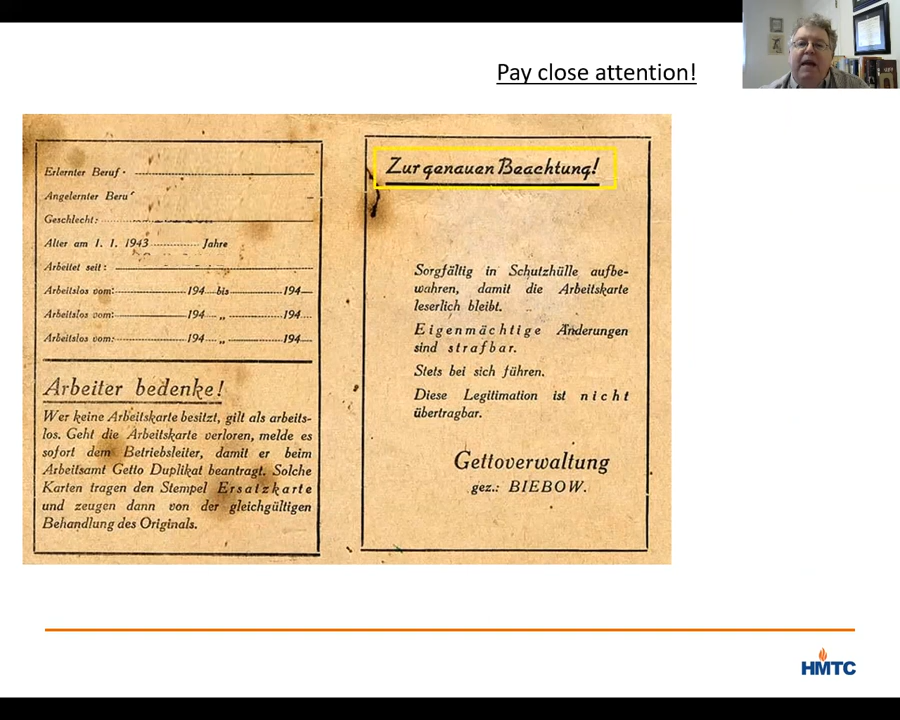 Pay close attention!
Erlernter Beruf
Angelernter Beruf
Geschlecht:
Alter am 1. 1. 1943 Jahre
Arbeitet seit:
Arbeitslos vom: 194 bis 194
Arbeitslos vom: 194 „ 194
Arbeitslos vom: 194 „ 194
Arbeiter bedenke!
Wer keine Arbeitskarte besitzt, gilt als arbeits-
los. Geht die Arbeitskarte verloren, melde es
sofort dem Betriebsleiter, damit er beim
Arbeitsamt Getto Duplikat beantragt. Solche
Karten tragen den Stempel Ersatzkarte
und zeugen dann von der gleichgültigen
Behandlung des Originals.
Zur genauen Beachtung!
Sorgfältig in Schutzhülle aufbe-
wahren, damit die Arbeitskarte
leserlich bleibt.
Eigenmächtige Änderungen
sind strafbar.
Stets bei sich führen.
Diese Legitimation ist nicht
übertragbar.
Gettoverwaltung
gez.: BIEBOW.
HMTC